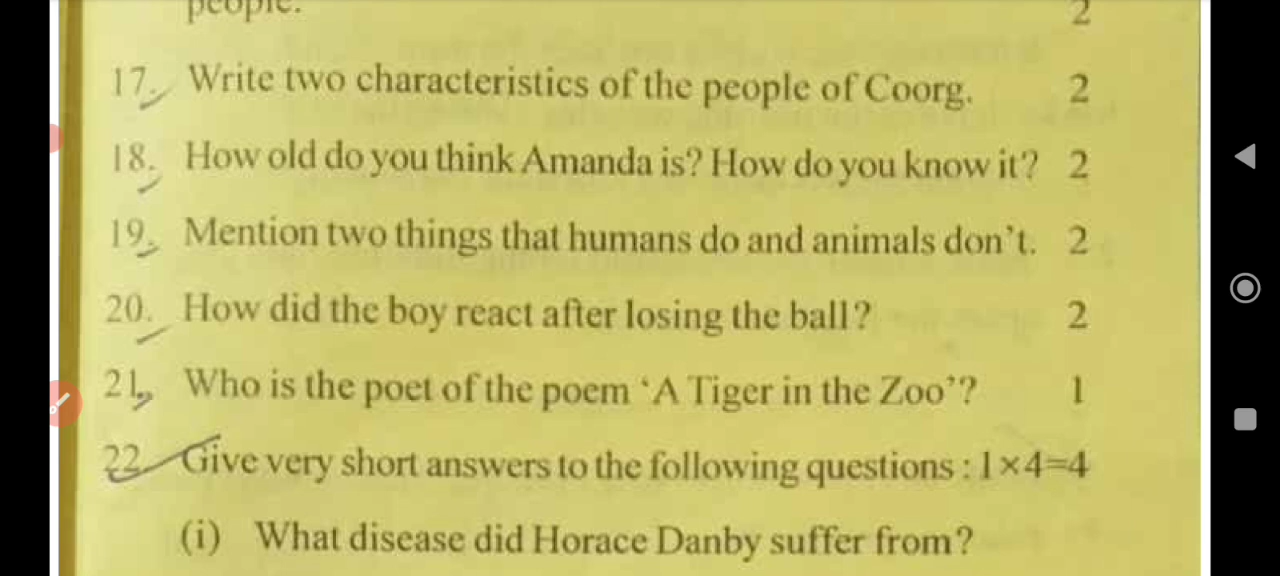 people. 2
17. Write two characteristics of the people of Coorg. 2
18. How old do you think Amanda is? How do you know it? 2
19. Mention two things that humans do and animals don't. 2
20. How did the boy react after losing the ball? 2
21. Who is the poet of the poem ‘A Tiger in the Zoo’? 1
22. Give very short answers to the following questions : 1×4=4
(i) What disease did Horace Danby suffer from?